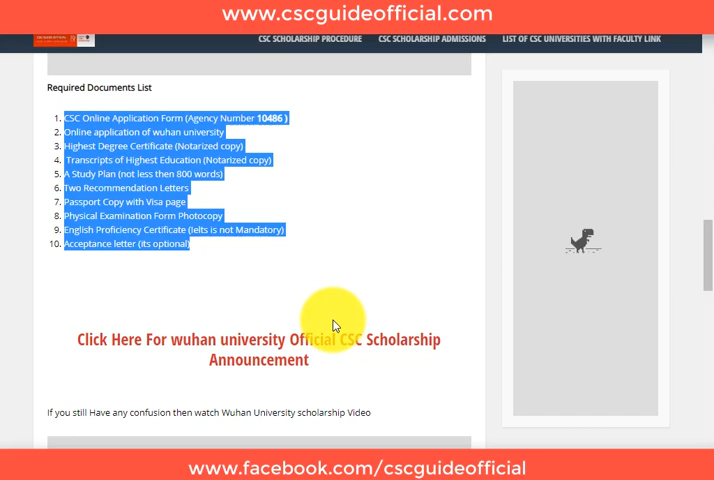 www.cscguideofficial.com
CSC SCHOLARSHIP PROCEDURE CSC SCHOLARSHIP ADMISSIONS LIST OF CSC UNIVERSITIES WITH FACULTY LINK
Required Documents List
1. CSC Online Application Form (Agency Number 10486 )
2. Online application of wuhan university
3. Highest Degree Certificate (Notarized copy)
4. Transcripts of Highest Education (Notarized copy)
5. A Study Plan (not less then 800 words)
6. Two Recommendation Letters
7. Passport Copy with Visa page
8. Physical Examination Form Photocopy
9. English Proficiency Certificate (Ielts is not Mandatory)
10. Acceptance letter (its optional)
Click Here For wuhan university Official CSC Scholarship
Announcement
If you still Have any confusion then watch Wuhan University scholarship Video
www.facebook.com/cscguideofficial